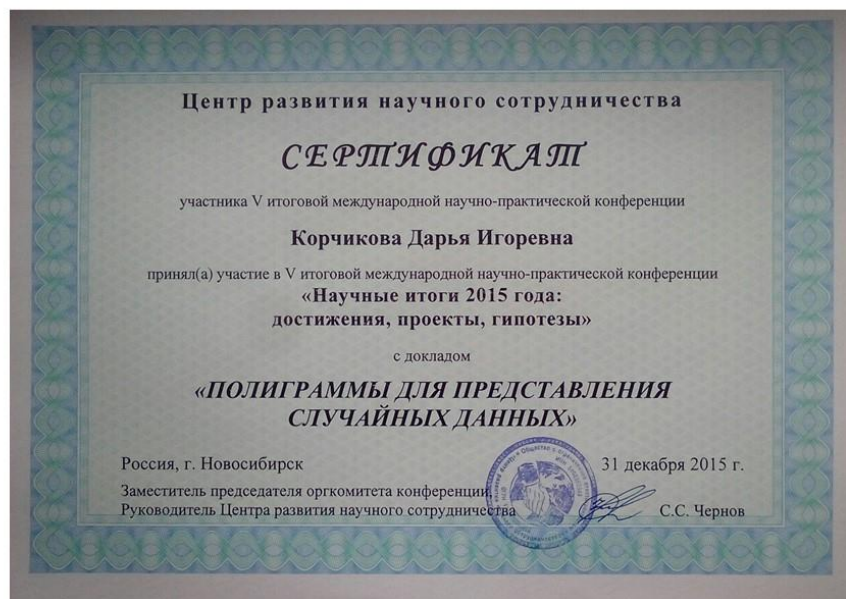 Центр развития научного сотрудничества
СЕРТИФИКАТ
участника V итоговой международной научно-практической конференции
Корчикова Дарья Игоревна
принял(а) участие в V итоговой международной научно-практической конференции
«Научные итоги 2015 года:
достижения, проекты, гипотезы»
с докладом
«ПОЛИГРАММЫ ДЛЯ ПРЕДСТАВЛЕНИЯ
СЛУЧАЙНЫХ ДАННЫХ»
Россия, г. Новосибирск
31 декабря 2015 г.
Заместитель председателя оргкомитета конференции,
Руководитель Центра развития научного сотрудничества
С.С. Чернов